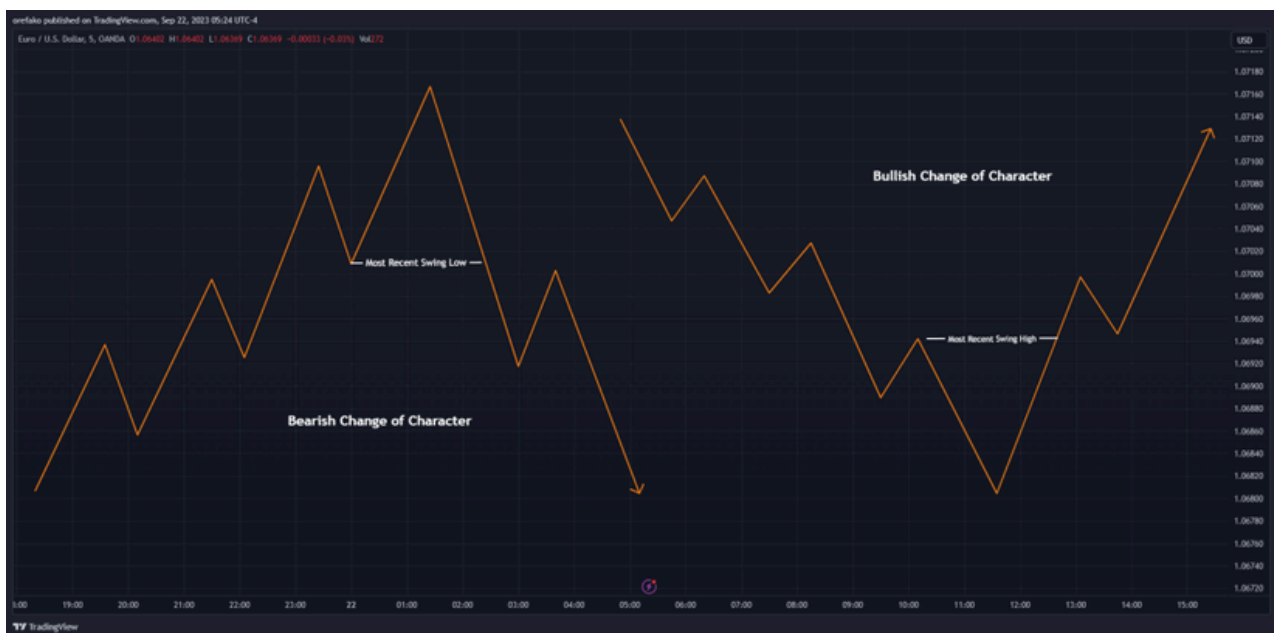 orefako published on TradingView.com, Sep 22, 2023 05:24 UTC-4
Euro / U.S. Dollar, 5, OANDA O1.06402 H1.06402 L1.06369 C1.06369 −0.00033 (−0.03%) Vol272
USD
1.07180
1.07160
1.07140
1.07120
1.07100
1.07080
1.07060
1.07040
1.07020
1.07000
1.06980
1.06960
1.06940
1.06920
1.06900
1.06880
1.06860
1.06840
1.06820
1.06800
1.06780
1.06760
1.06740
1.06720
Bullish Change of Character
Most Recent Swing Low
Most Recent Swing High
Bearish Change of Character
19:00 20:00 21:00 22:00 23:00 22 01:00 02:00 03:00 04:00 05:00 06:00 07:00 08:00 09:00 10:00 11:00 12:00 13:00 14:00 15:00
TradingView